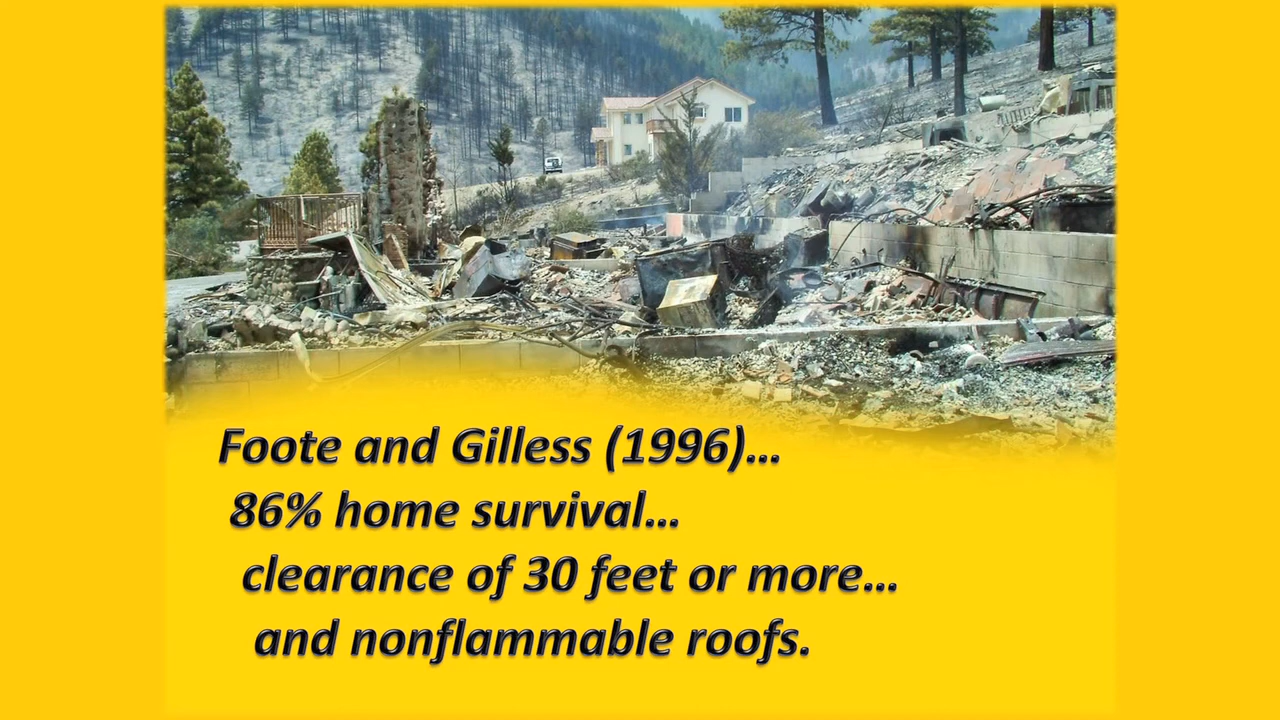 Foote and Gilless (1996)...
86% home survival...
clearance of 30 feet or more...
and nonflammable roofs.